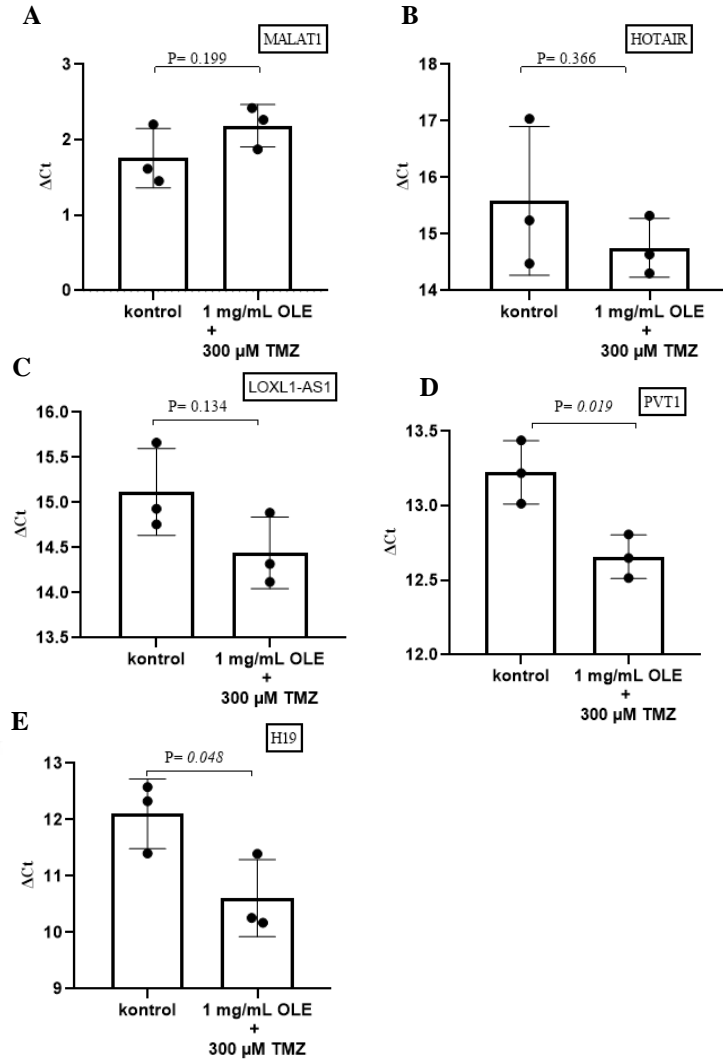 A
MALAT1
P= 0.199
3
2
1
0
ΔCt
kontrol
1 mg/mL OLE
+
300 µM TMZ
B
HOTAIR
P= 0.366
18
17
16
15
14
ΔCt
kontrol
1 mg/mL OLE
+
300 µM TMZ
C
LOXL1-AS1
P= 0.134
16.0
15.5
15.0
14.5
14.0
13.5
ΔCt
kontrol
1 mg/mL OLE
+
300 µM TMZ
D
PVT1
P= 0.019
13.5
13.0
12.5
12.0
ΔCt
kontrol
1 mg/mL OLE
+
300 µM TMZ
E
H19
P= 0.048
13
12
11
10
9
ΔCt
kontrol
1 mg/mL OLE
+
300 µM TMZ